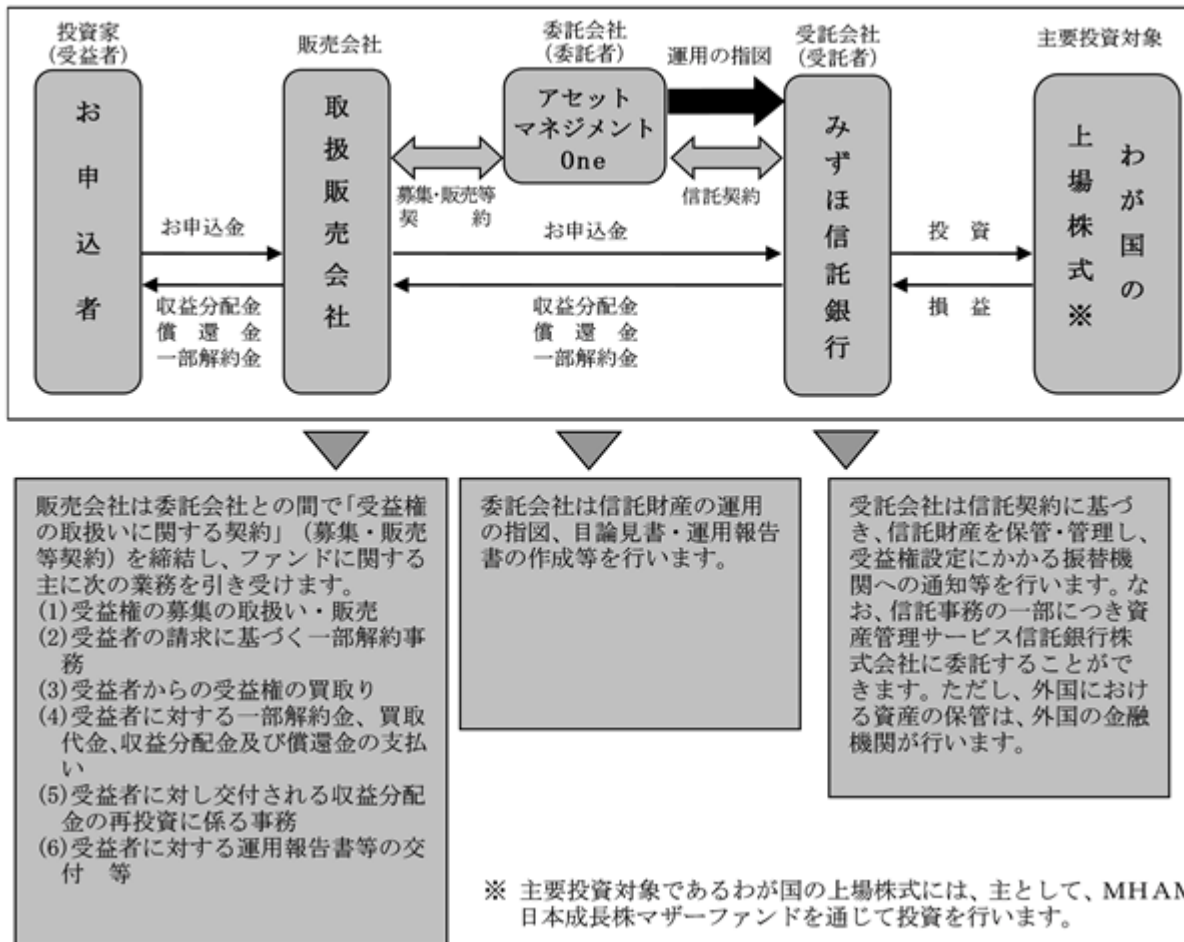 投資家
(受益者)
お申込者
販売会社
取扱販売会社
委託会社
(委託者)
アセット
マネジメント
One
運用の指図
受託会社
(受託者)
みずほ信託銀行
主要投資対象
わが国の
上場株式※
募集・販売等
契　　約
信託契約
お申込金
収益分配金
償　還　金
一部解約金
お申込金
収益分配金
償　還　金
一部解約金
投　資
損　益
販売会社は委託会社との間で「受益権
の取扱いに関する契約」（募集・販売
等契約）を締結し、ファンドに関する
主に次の業務を引き受けます。
(1)受益権の募集の取扱い・販売
(2)受益者の請求に基づく一部解約事
務
(3)受益者からの受益権の買取り
(4)受益者に対する一部解約金、買取
代金、収益分配金及び償還金の支払
い
(5)受益者に対し交付される収益分配
金の再投資に係る事務
(6)受益者に対する運用報告書等の交
付　等
委託会社は信託財産の運用
の指図、目論見書・運用報告
書の作成等を行います。
受託会社は信託契約に基づ
き、信託財産を保管・管理し、
受益権設定にかかる振替機
関への通知等を行います。な
お、信託事務の一部につき資
産管理サービス信託銀行株
式会社に委託することがで
きます。ただし、外国におけ
る資産の保管は、外国の金融
機関が行います。
※ 主要投資対象であるわが国の上場株式には、主として、ＭＨＡＭ
日本成長株マザーファンドを通じて投資を行います。